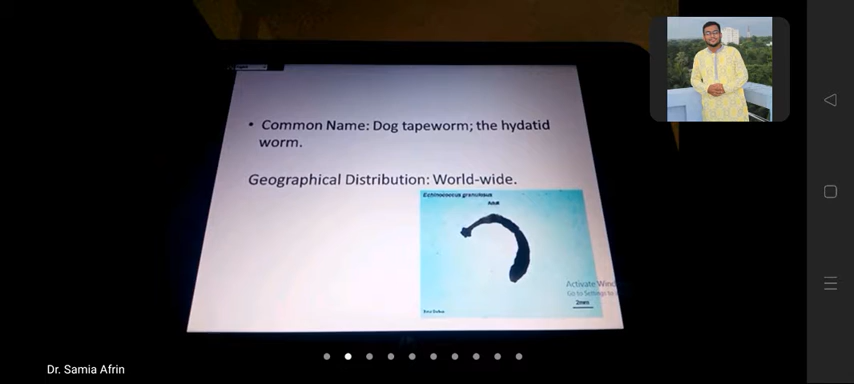 • Common Name: Dog tapeworm; the hydatid
worm.
Geographical Distribution: World-wide.
Echinococcus granulosus
Adult
Activate Wind
Go to Settings to
2mm
Dr. Samia Afrin